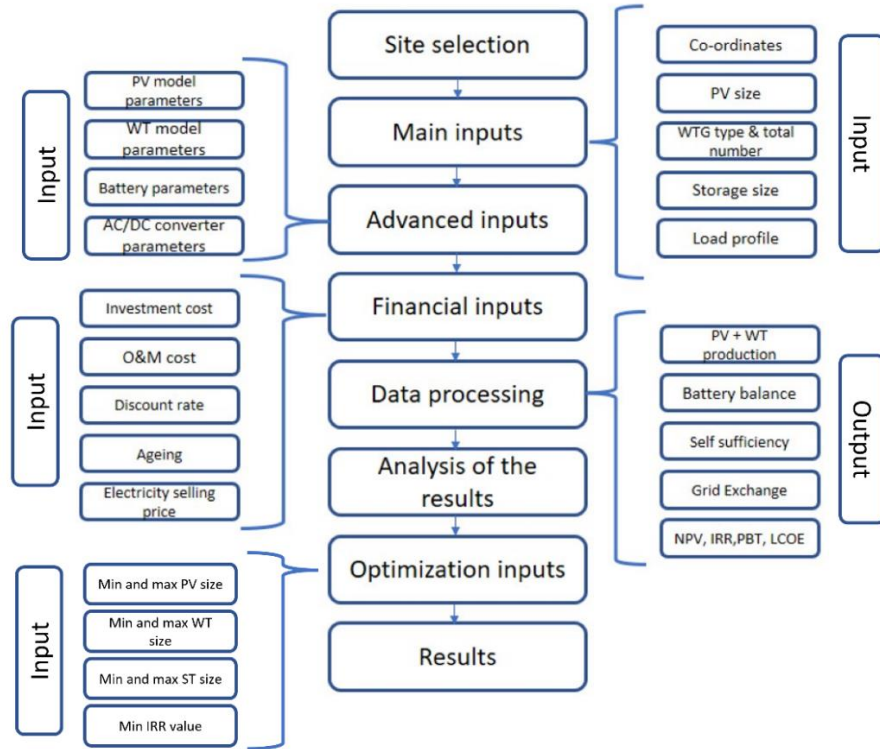 Site selection
Main inputs
Advanced inputs
Financial inputs
Data processing
Analysis of the
results
Optimization inputs
Results
Input
PV model
parameters
WT model
parameters
Battery parameters
AC/DC converter
parameters
Input
Investment cost
O&M cost
Discount rate
Ageing
Electricity selling
price
Input
Min and max PV size
Min and max WT
size
Min and max ST size
Min IRR value
Co-ordinates
PV size
WTG type & total
number
Storage size
Load profile
Input
PV + WT
production
Battery balance
Self sufficiency
Grid Exchange
NPV, IRR,PBT, LCOE
Output